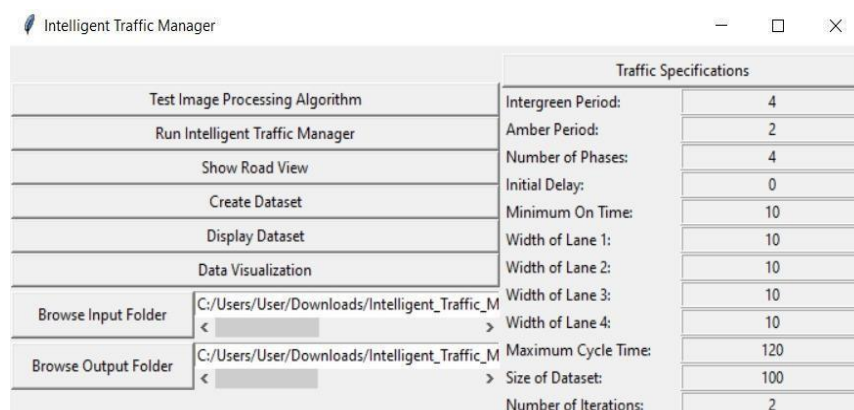 Intelligent Traffic Manager
Traffic Specifications
Test Image Processing Algorithm
Run Intelligent Traffic Manager
Show Road View
Create Dataset
Display Dataset
Data Visualization
Browse Input Folder C:/Users/User/Downloads/Intelligent_Traffic_M
Browse Output Folder C:/Users/User/Downloads/Intelligent_Traffic_M
Intergreen Period: 4
Amber Period: 2
Number of Phases: 4
Initial Delay: 0
Minimum On Time: 10
Width of Lane 1: 10
Width of Lane 2: 10
Width of Lane 3: 10
Width of Lane 4: 10
Maximum Cycle Time: 120
Size of Dataset: 100
Number of Iterations: 2